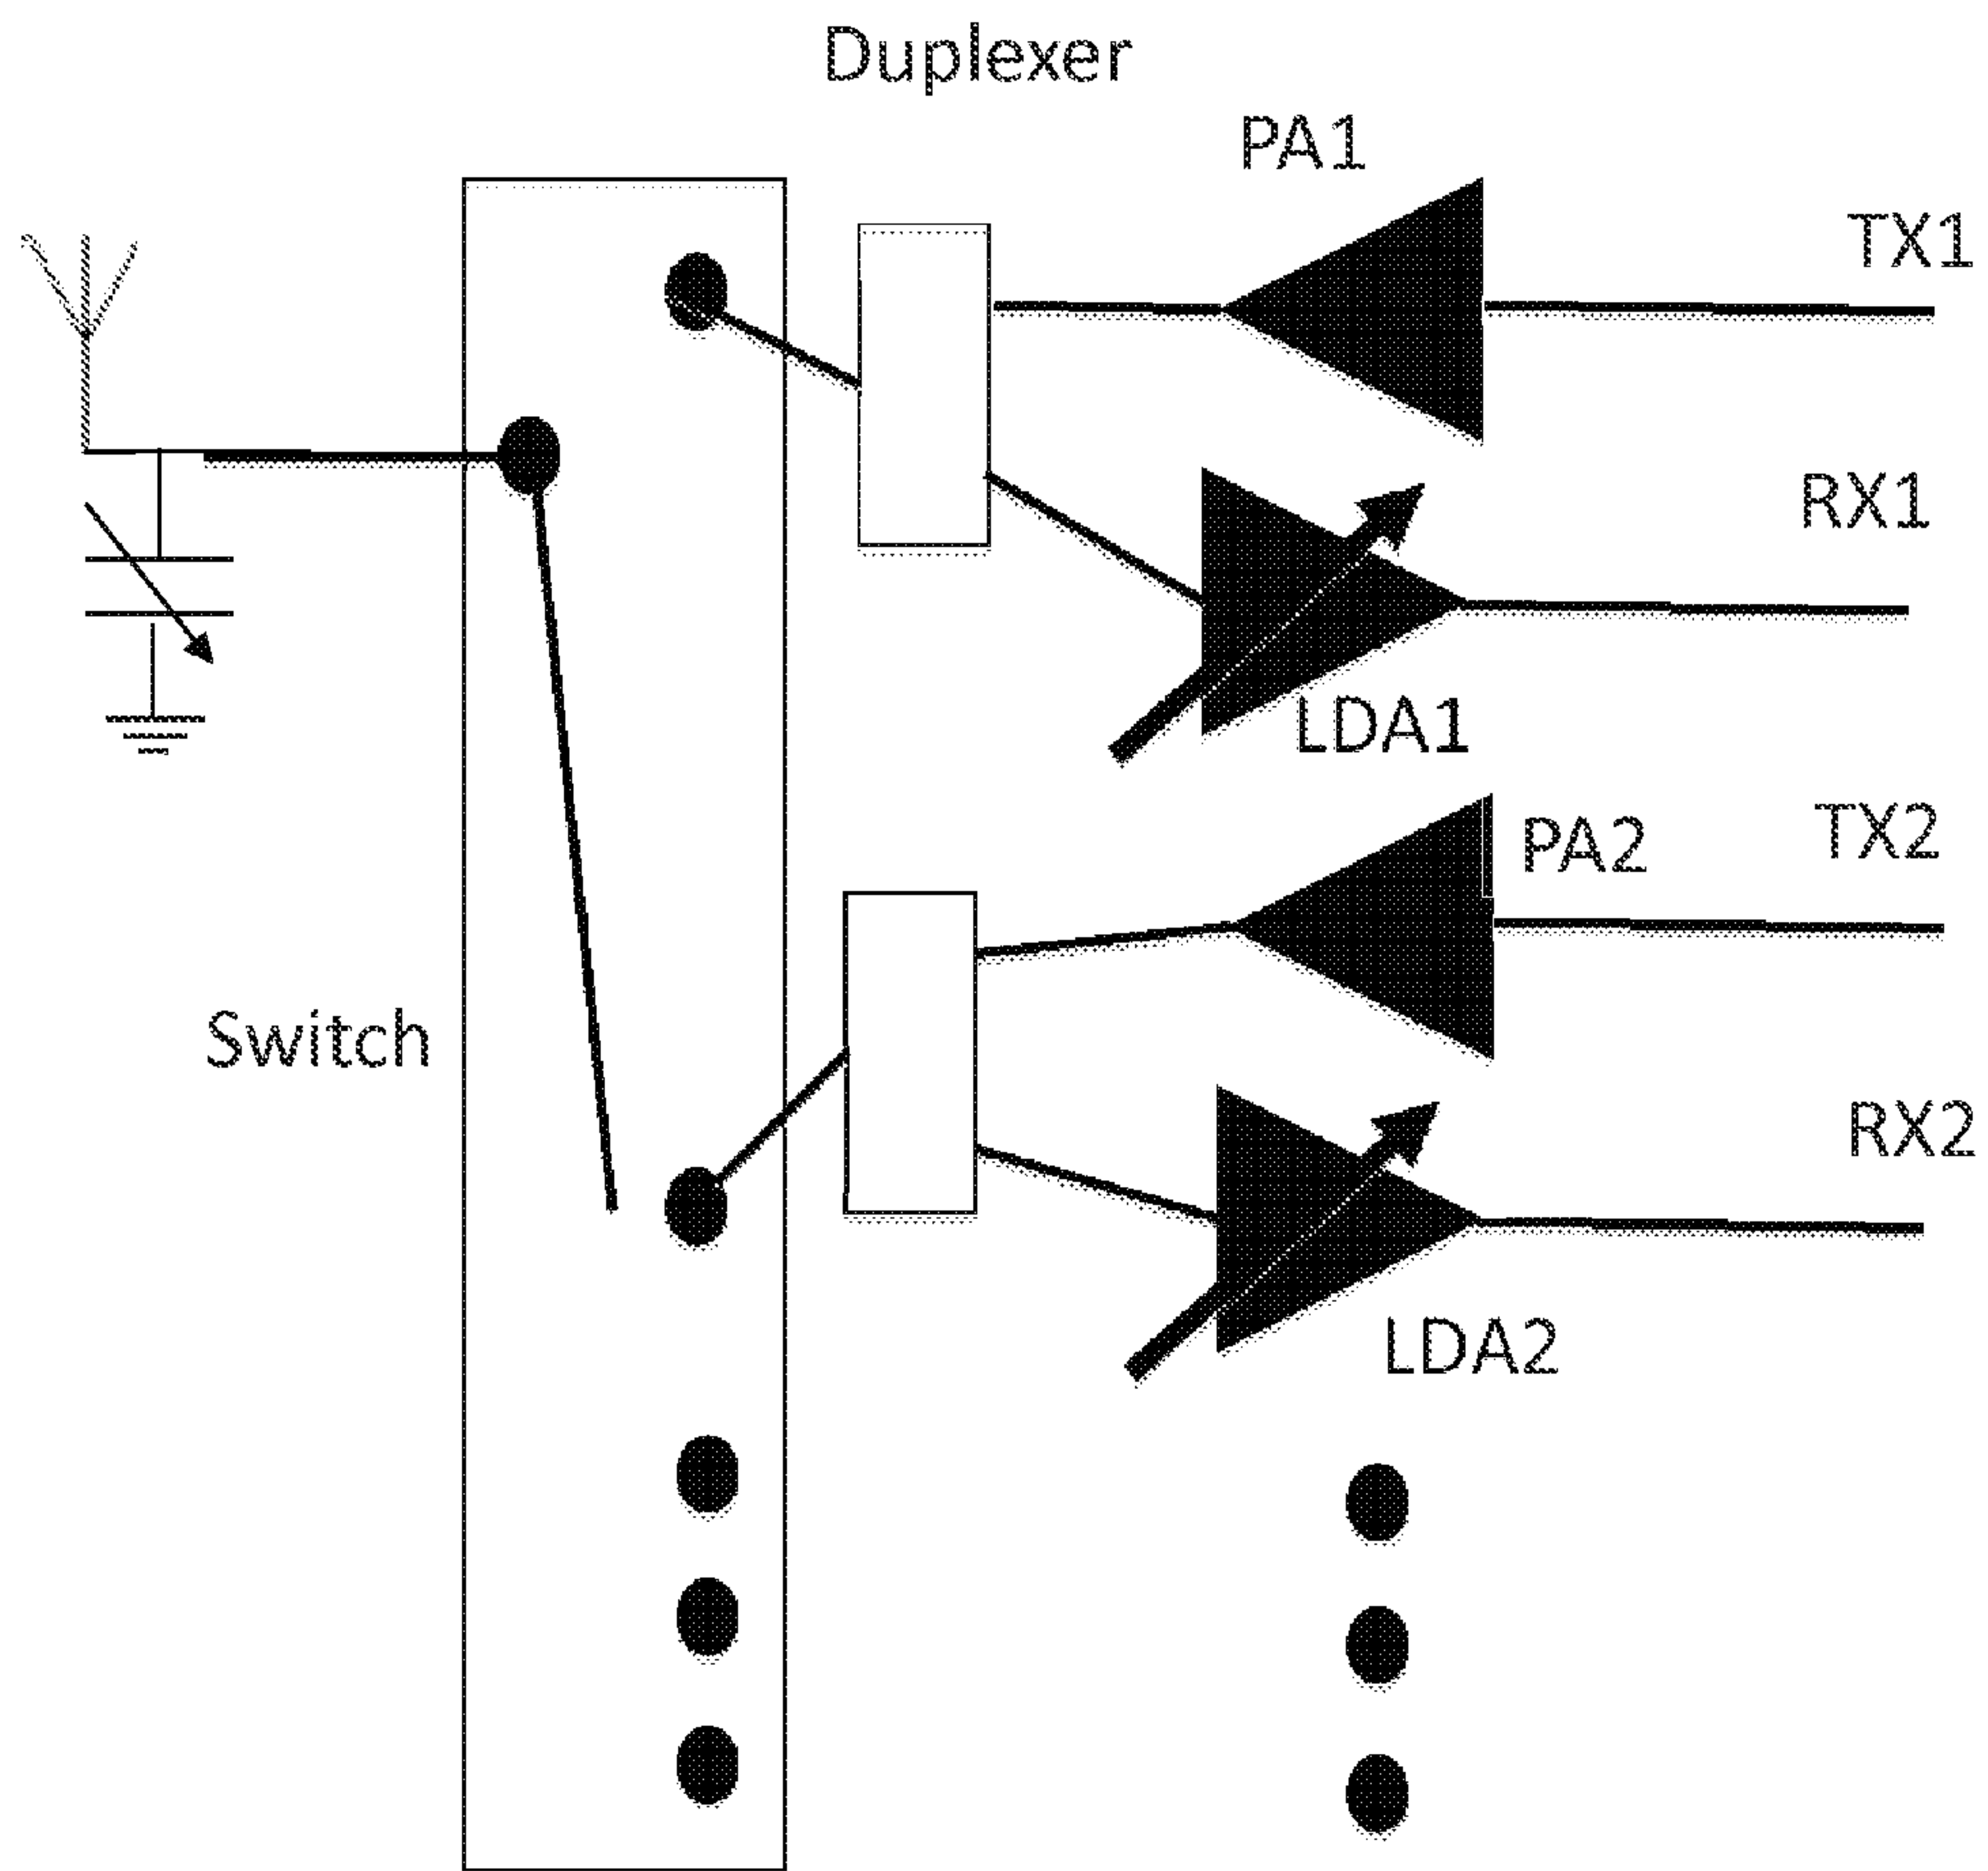 Duplexer
PA1
TX1
RX1
LDA1
TX2
PA2
Switch
RX2
LDA2